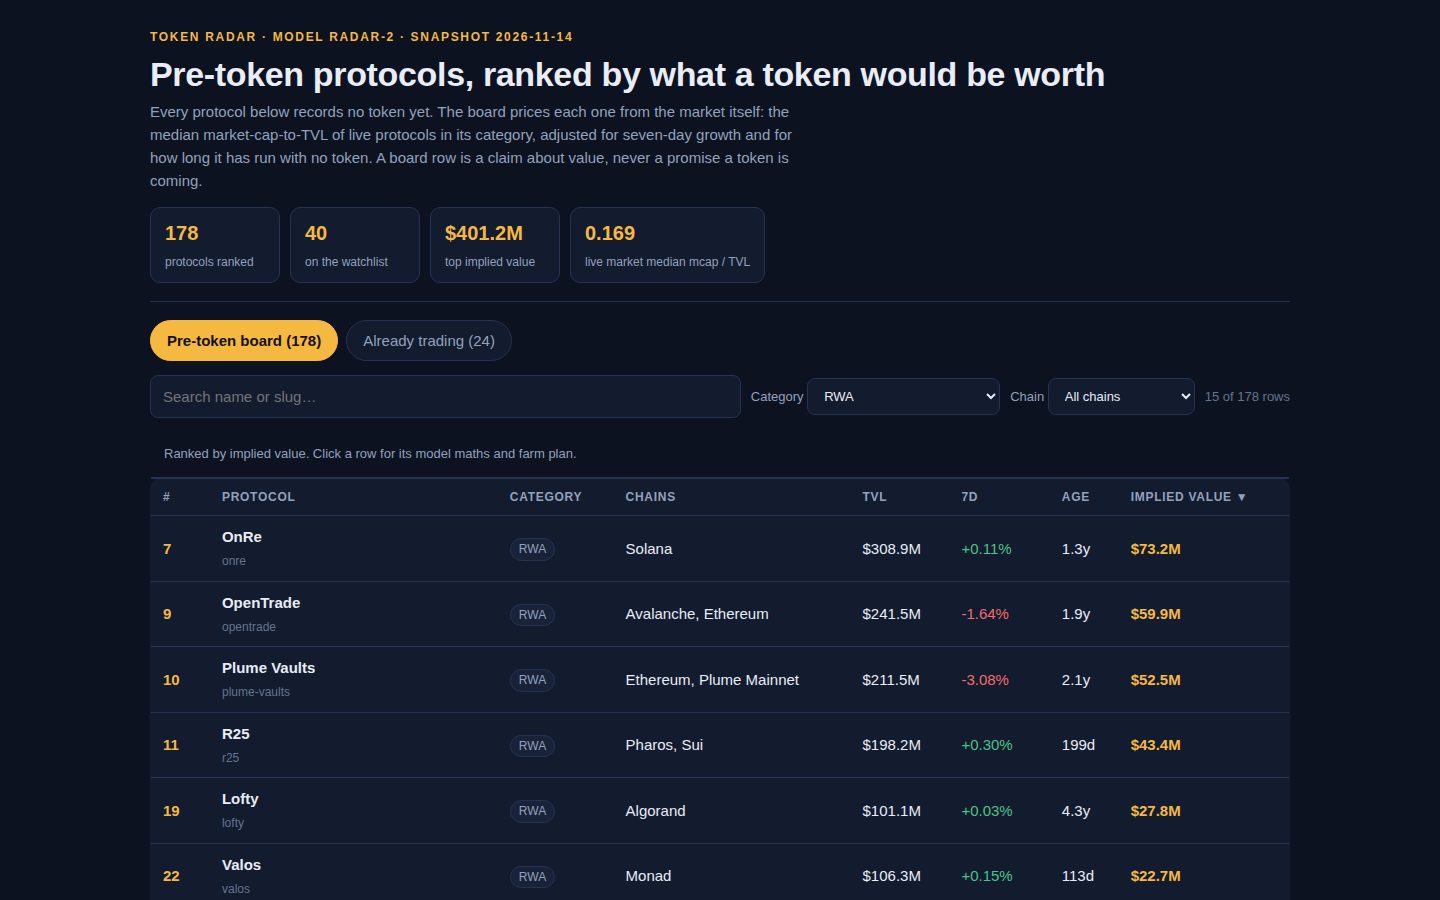 TOKEN RADAR · MODEL RADAR-2 · SNAPSHOT 2026-11-14
Pre-token protocols, ranked by what a token would be worth
Every protocol below records no token yet. The board prices each one from the market itself: the
median market-cap-to-TVL of live protocols in its category, adjusted for seven-day growth and for
how long it has run with no token. A board row is a claim about value, never a promise a token is
coming.
178 40 $401.2M 0.169
protocols ranked on the watchlist top implied value live market median mcap / TVL
Pre-token board (178) Already trading (24)
Search name or slug… Category RWA Chain All chains 15 of 178 rows
Ranked by implied value. Click a row for its model maths and farm plan.
# PROTOCOL CATEGORY CHAINS TVL 7D AGE IMPLIED VALUE ▼
7 OnRe RWA Solana $308.9M +0.11% 1.3y $73.2M
onre
9 OpenTrade RWA Avalanche, Ethereum $241.5M -1.64% 1.9y $59.9M
opentrade
10 Plume Vaults RWA Ethereum, Plume Mainnet $211.5M -3.08% 2.1y $52.5M
plume-vaults
11 R25 RWA Pharos, Sui $198.2M +0.30% 199d $43.4M
r25
19 Lofty RWA Algorand $101.1M +0.03% 4.3y $27.8M
lofty
22 Valos RWA Monad $106.3M +0.15% 113d $22.7M
valos